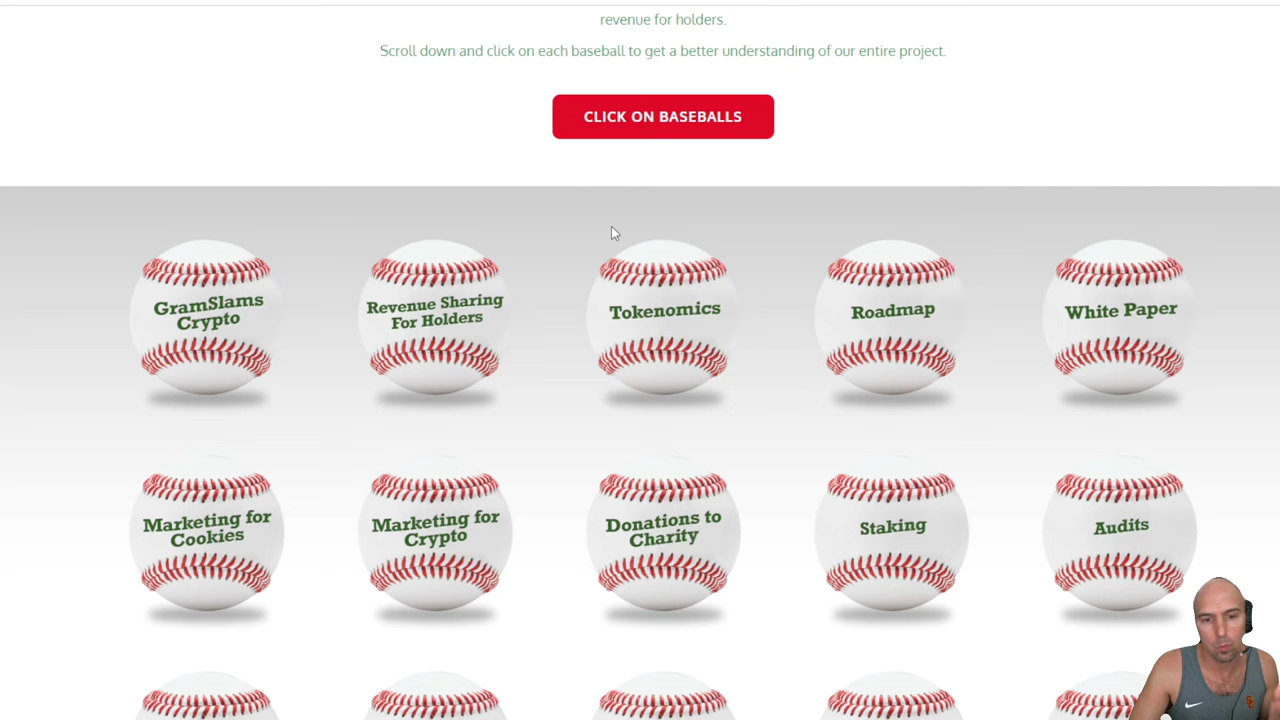 revenue for holders.
Scroll down and click on each baseball to get a better understanding of our entire project.
CLICK ON BASEBALLS
GramSlams
Crypto
Revenue Sharing
For Holders
Tokenomics
Roadmap
White Paper
Marketing for
Cookies
Marketing for
Crypto
Donations to
Charity
Staking
Audits